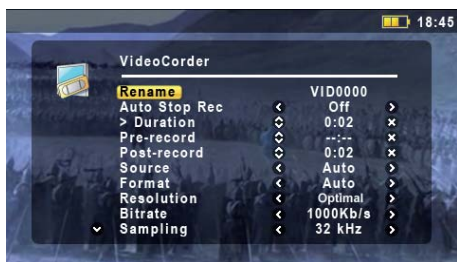 18:45
VideoCorder
Rename VID0000
Auto Stop Rec Off
> Duration 0:02
Pre-record --:--
Post-record 0:02
Source Auto
Format Auto
Resolution Optimal
Bitrate 1000Kb/s
Sampling 32 kHz